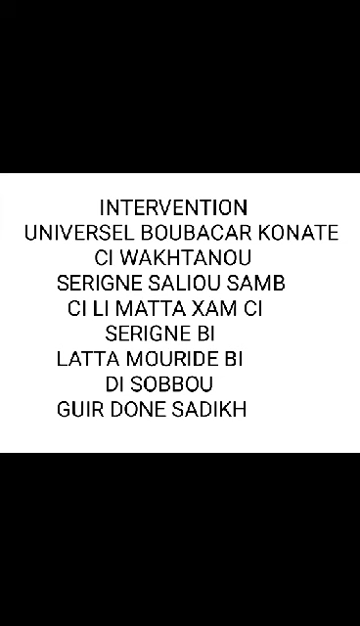 INTERVENTION
UNIVERSEL BOUBACAR KONATE
CI WAKHTANOU
SERIGNE SALIOU SAMB
CI LI MATTA XAM CI
SERIGNE BI
LATTA MOURIDE BI
DI SOBBOU
GUIR DONE SADIKH